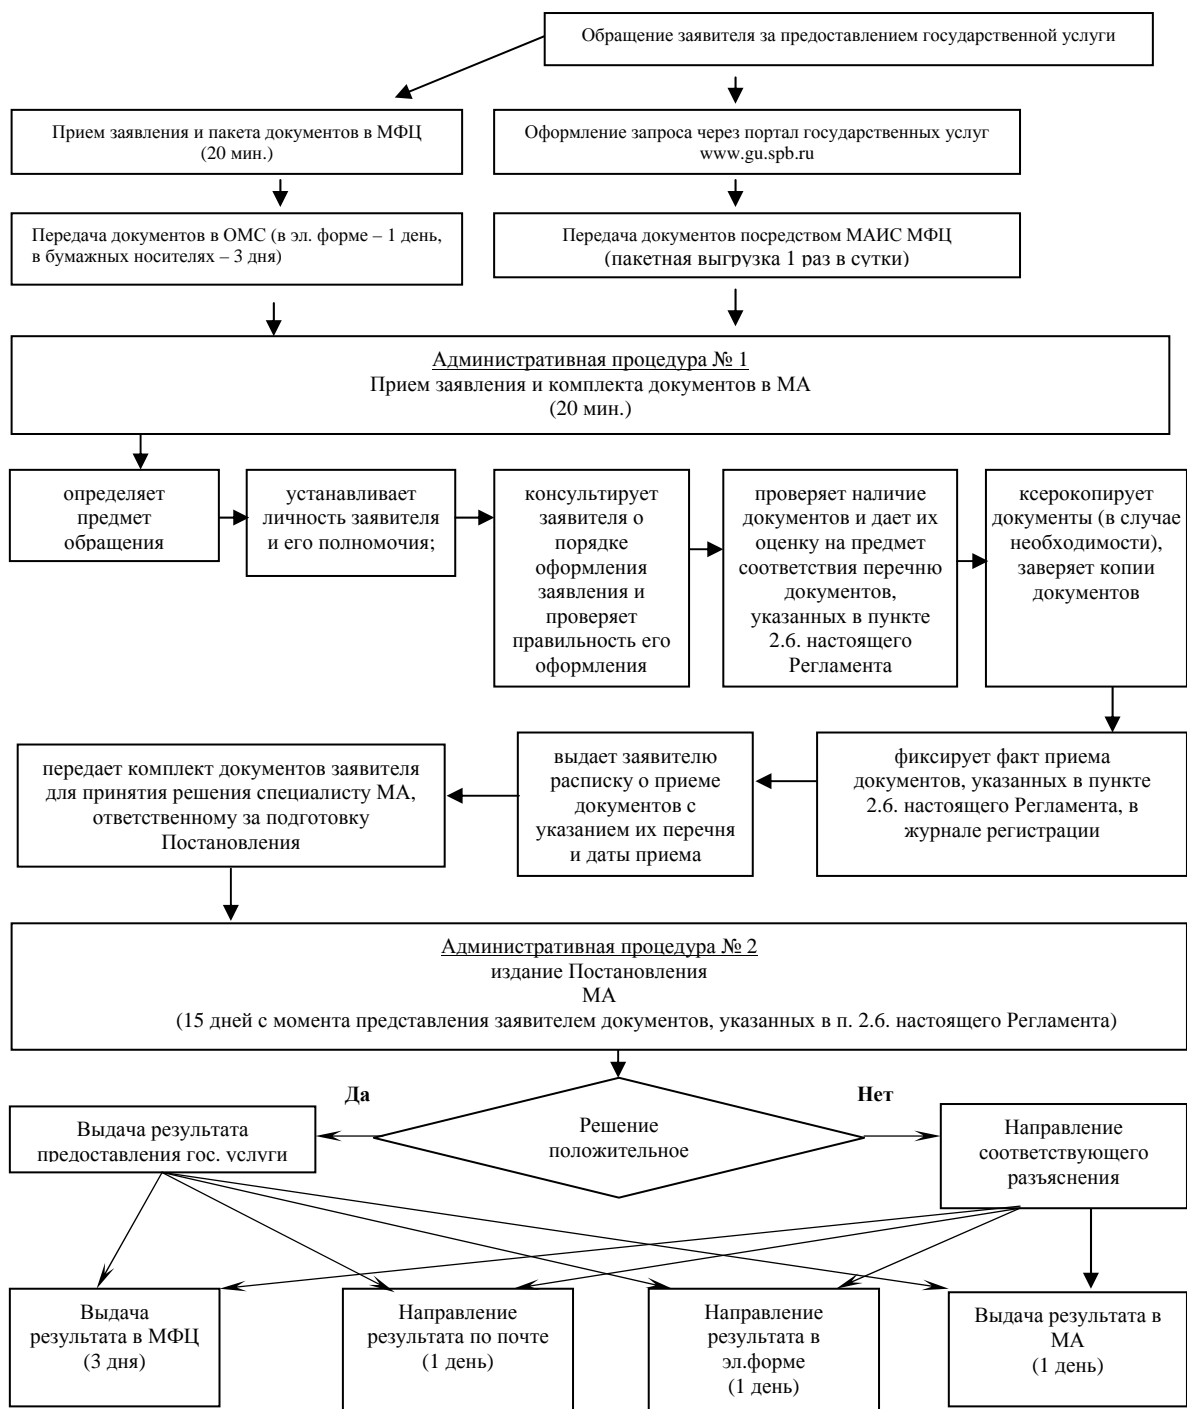 Обращение заявителя за предоставлением государственной услуги
Прием заявления и пакета документов в МФЦ
(20 мин.)
Оформление запроса через портал государственных услуг
www.gu.spb.ru
Передача документов в ОМС (в эл. форме – 1 день,
в бумажных носителях – 3 дня)
Передача документов посредством МАИС МФЦ
(пакетная выгрузка 1 раз в сутки)
Административная процедура № 1
Прием заявления и комплекта документов в МА
(20 мин.)
определяет
предмет
обращения
устанавливает
личность заявителя
и его полномочия;
консультирует
заявителя о
порядке
оформления
заявления и
проверяет
правильность его
оформления
проверяет наличие
документов и дает их
оценку на предмет
соответствия перечню
документов,
указанных в пункте
2.6. настоящего
Регламента
ксерокопирует
документы (в случае
необходимости),
заверяет копии
документов
передает комплект документов заявителя
для принятия решения специалисту МА,
ответственному за подготовку
Постановления
выдает заявителю
расписку о приеме
документов с
указанием их перечня
и даты приема
фиксирует факт приема
документов, указанных в пункте
2.6. настоящего Регламента, в
журнале регистрации
Административная процедура № 2
издание Постановления
МА
(15 дней с момента представления заявителем документов, указанных в п. 2.6. настоящего Регламента)
Да
Нет
Выдача результата
предоставления гос. услуги
Решение
положительное
Направление
соответствующего
разъяснения
Выдача
результата в МФЦ
(3 дня)
Направление
результата по почте
(1 день)
Направление
результата в
эл.форме
(1 день)
Выдача результата в
МА
(1 день)